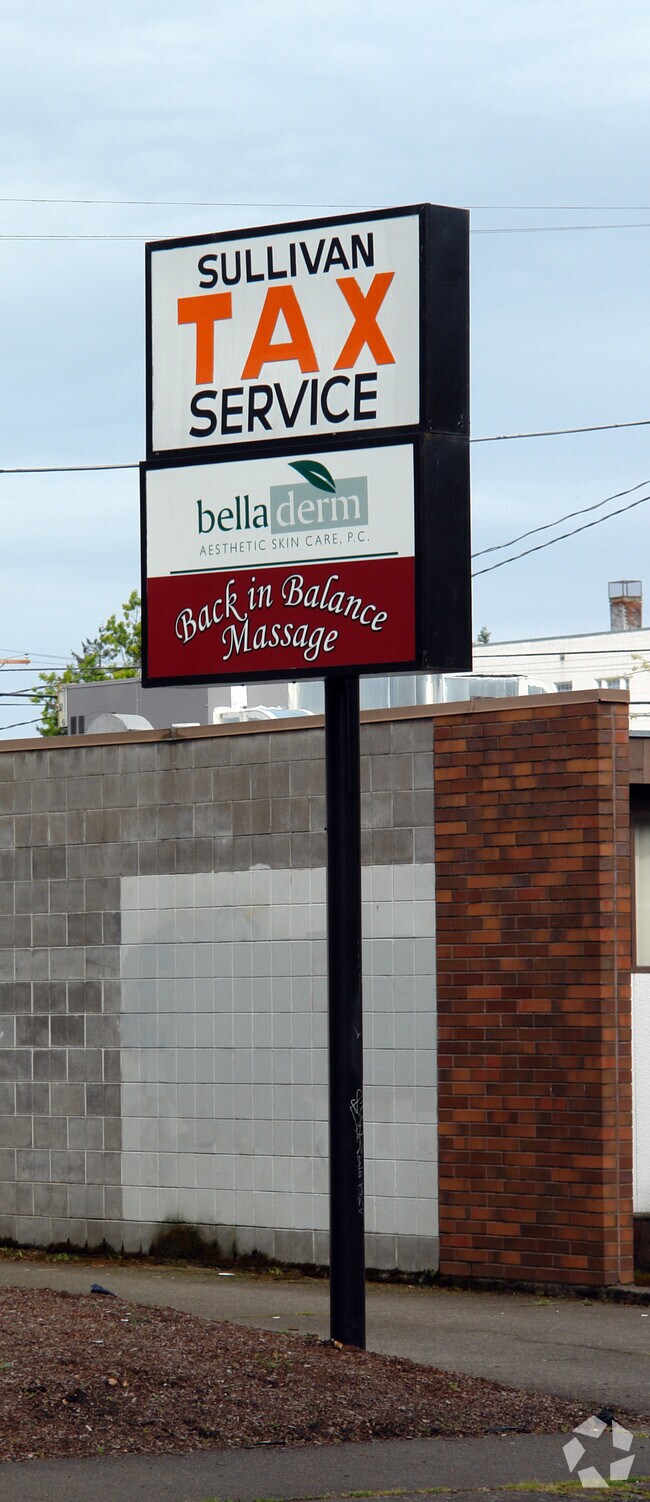 SULLIVAN
TAX
SERVICE
bella derm
AESTHETIC SKIN CARE, P.C.
Back in Balance
Massage